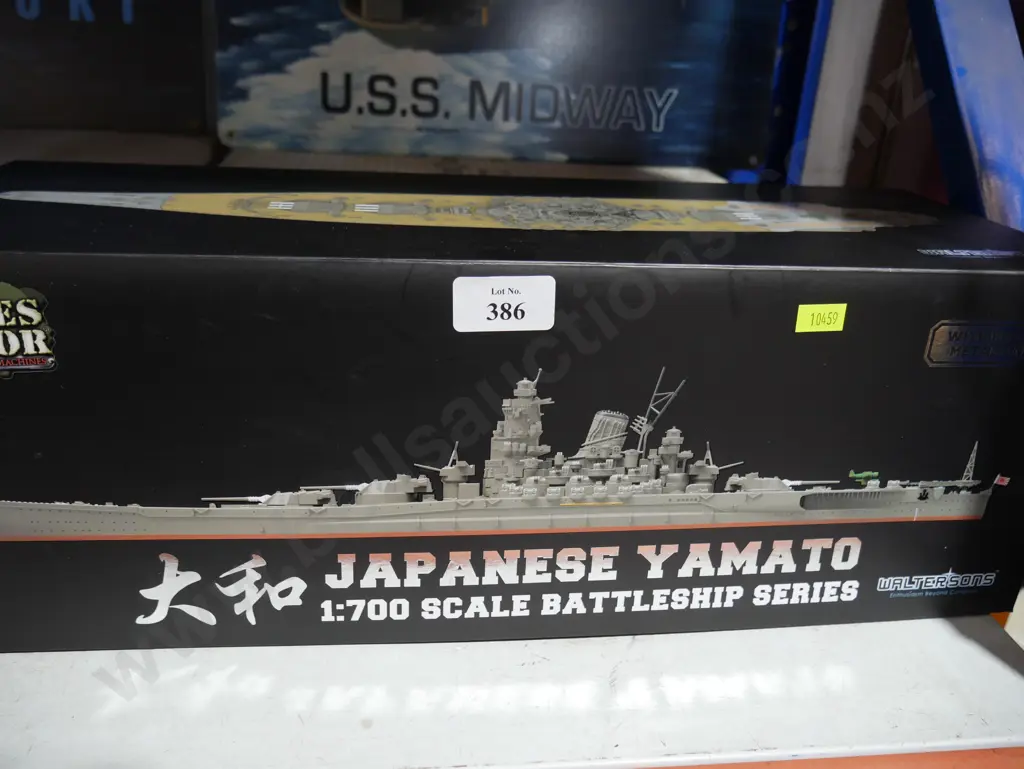 U.S.S. MIDWAY
Lot No.
386
10459
大和
JAPANESE YAMATO
1:700 SCALE BATTLESHIP SERIES
WALTERSONS